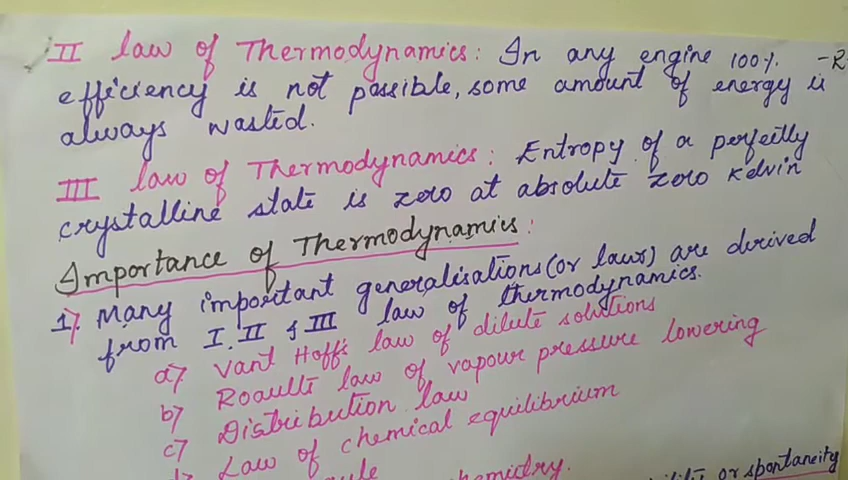 II law of Thermodynamics: In any engine 100%
efficiency is not possible, some amount of energy is
always wasted.
III law of Thermodynamics: Entropy of a perfectly
crystalline state is zero at absolute zero Kelvin
Importance of Thermodynamics:
1) Many important generalisations (or laws) are derived
from I, II & III law of thermodynamics.
a) Vant Hoff's law of dilute solutions
b) Roaults law of vapour pressure lowering
c) Distribution law
Law of chemical equilibrium
or spontaneity